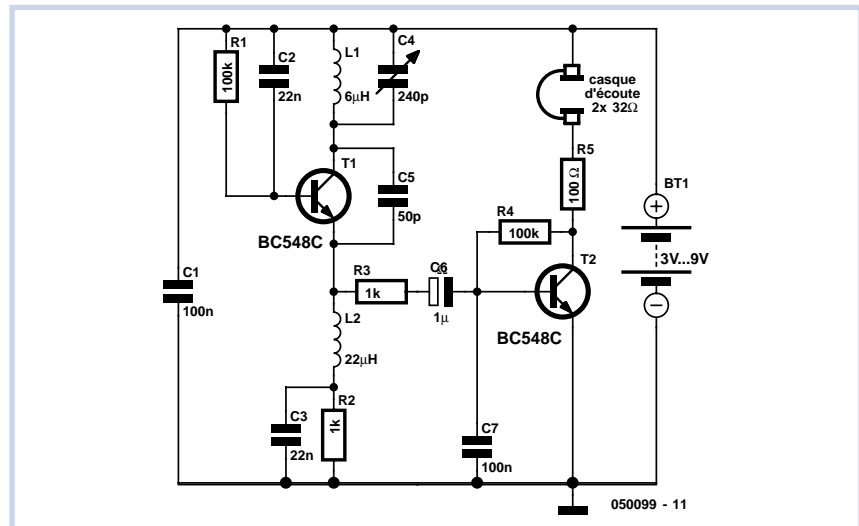 R1
100k
C2
22n
L1
6µH
C4
240p
casque
d'écoute
2x 32Ω
T1
BC548C
C5
50p
R5
100 Ω
BT1
R4
100k
3V...9V
T2
BC548C
C1
100n
R3
1k
C6
1µ
L2
22µH
C3
22n
R2
1k
C7
100n
050099 - 11